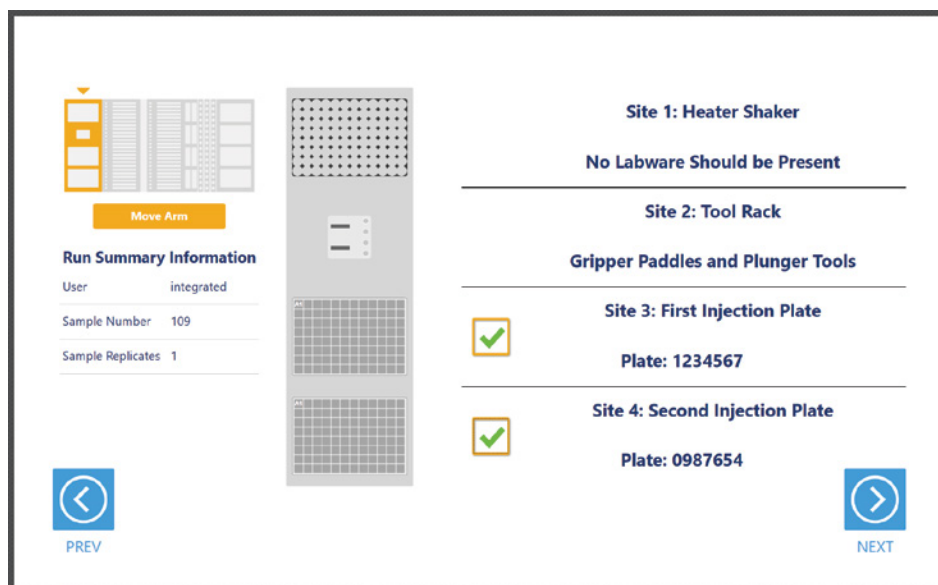 Move Arm
Run Summary Information
User integrated
Sample Number 109
Sample Replicates 1
Site 1: Heater Shaker
No Labware Should be Present
Site 2: Tool Rack
Gripper Paddles and Plunger Tools
Site 3: First Injection Plate
Plate: 1234567
Site 4: Second Injection Plate
Plate: 0987654
PREV
NEXT